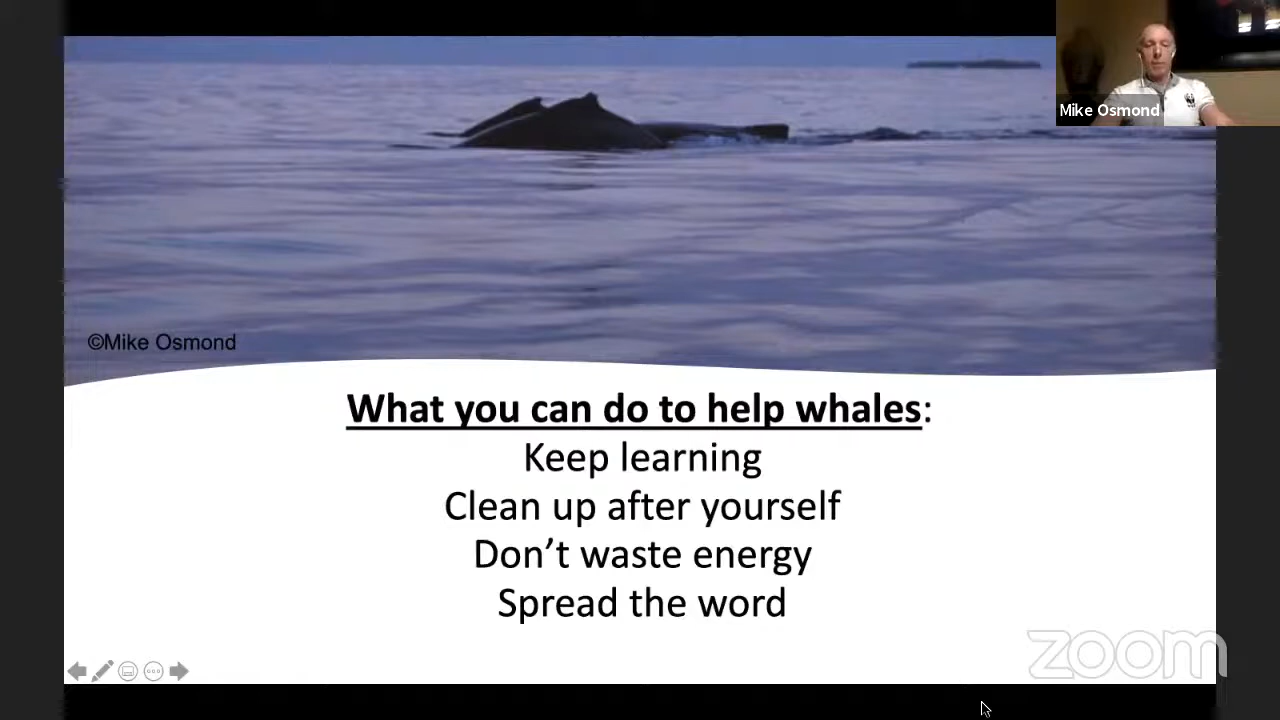 Mike Osmond
©Mike Osmond
What you can do to help whales:
Keep learning
Clean up after yourself
Don’t waste energy
Spread the word
zoom